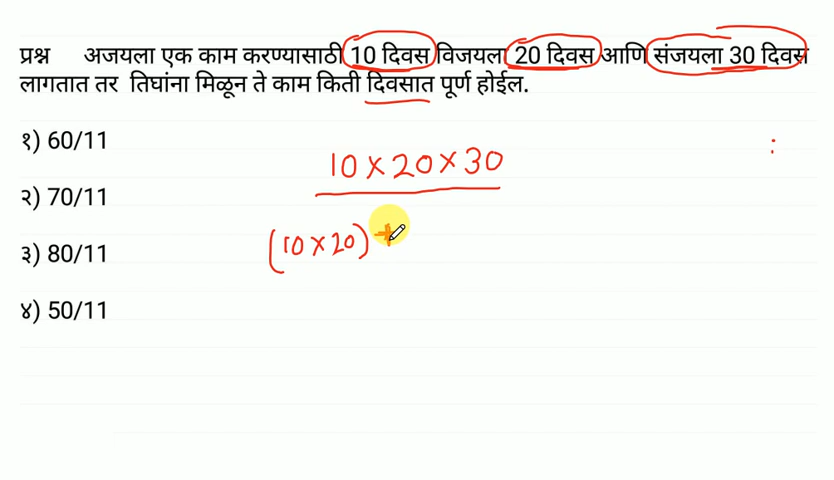 प्रश्न अजयला एक काम करण्यासाठी 10 दिवस विजयला 20 दिवस आणि संजयला 30 दिवस
लागतात तर तिघांना मिळून ते काम किती दिवसात पूर्ण होईल.
१) 60/11
२) 70/11
३) 80/11
४) 50/11
10 × 20 × 30
(10 × 20) +
: